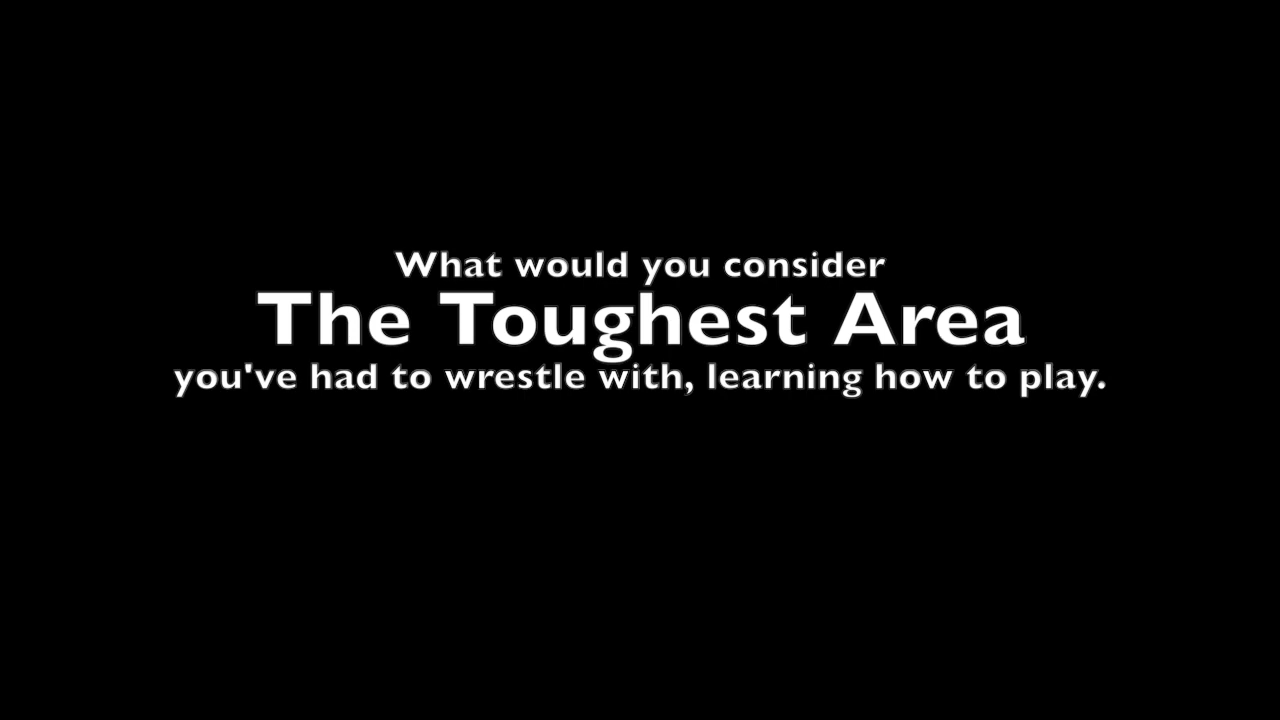 What would you consider
The Toughest Area
you've had to wrestle with, learning how to play.